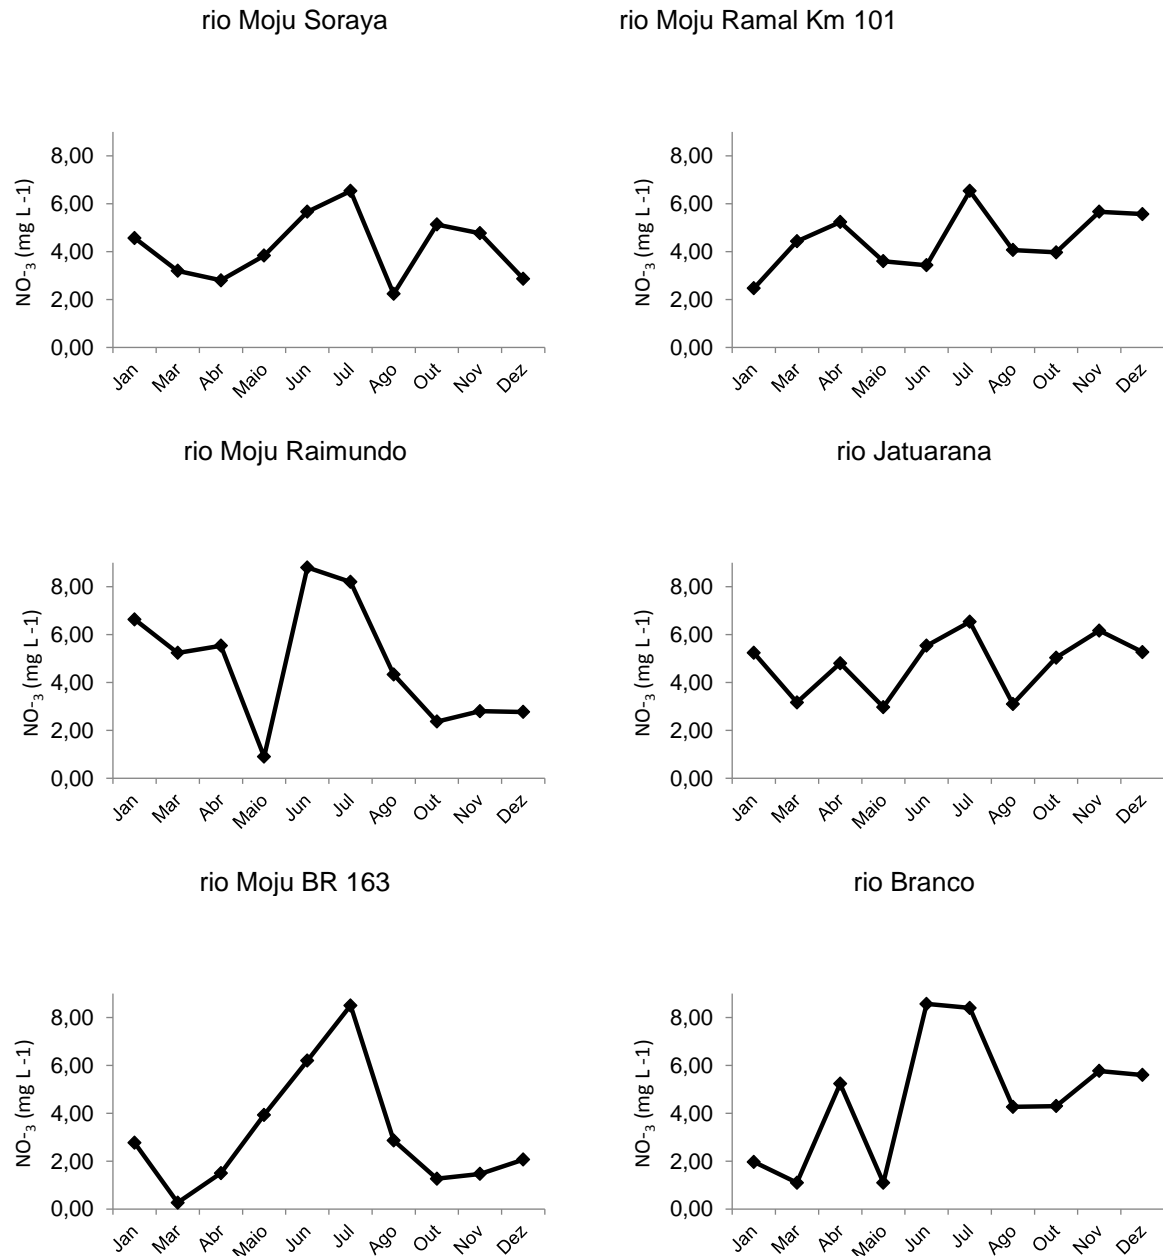 rio Moju Soraya
NO-3 (mg L -1)
8,00
6,00
4,00
2,00
0,00
Jan Mar Abr Maio Jun Jul Ago Out Nov Dez
rio Moju Ramal Km 101
NO-3 (mg L -1)
8,00
6,00
4,00
2,00
0,00
Jan Mar Abr Maio Jun Jul Ago Out Nov Dez
rio Moju Raimundo
NO-3 (mg L -1)
8,00
6,00
4,00
2,00
0,00
Jan Mar Abr Maio Jun Jul Ago Out Nov Dez
rio Jatuarana
NO-3 (mg L -1)
8,00
6,00
4,00
2,00
0,00
Jan Mar Abr Maio Jun Jul Ago Out Nov Dez
rio Moju BR 163
NO-3 (mg L -1)
8,00
6,00
4,00
2,00
0,00
Jan Mar Abr Maio Jun Jul Ago Out Nov Dez
rio Branco
NO-3 (mg L -1)
8,00
6,00
4,00
2,00
0,00
Jan Mar Abr Maio Jun Jul Ago Out Nov Dez